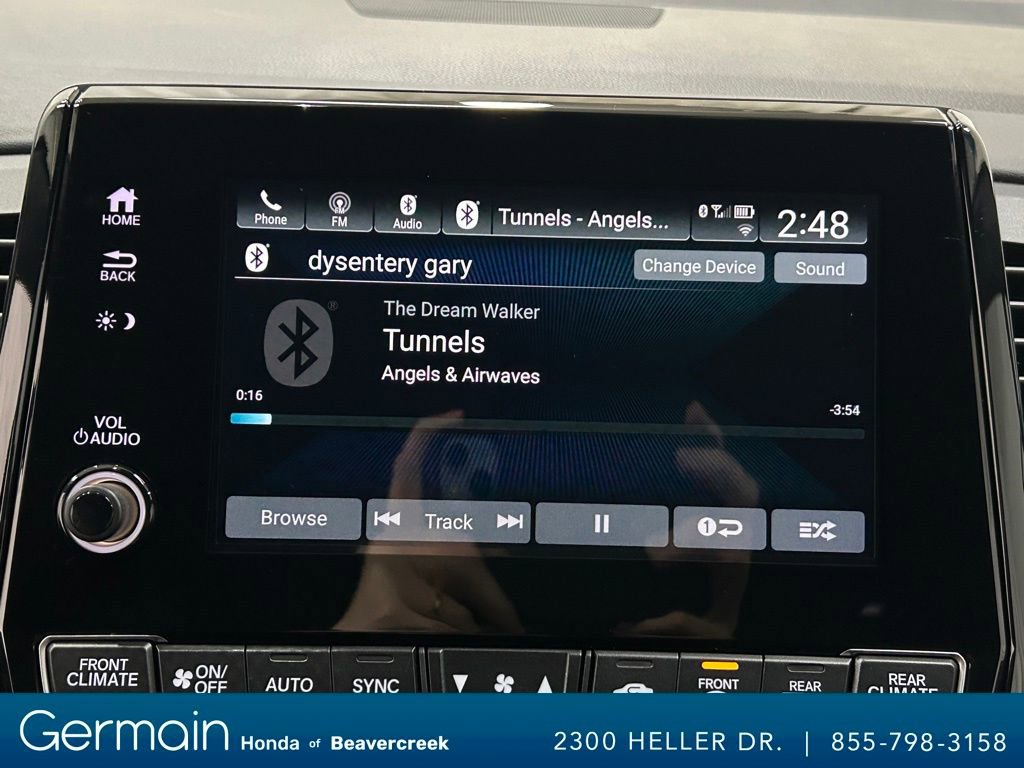 HOME
BACK
VOL
AUDIO
Phone
FM
Audio
Tunnels - Angels...
2:48
dysentery gary
Change Device
Sound
®
The Dream Walker
Tunnels
Angels & Airwaves
0:16
-3:54
Browse
Track
1
FRONT
CLIMATE
ON/
OFF
AUTO
SYNC
FRONT
REAR
REAR
CLIMATE
Germain Honda of Beavercreek
2300 HELLER DR. | 855-798-3158